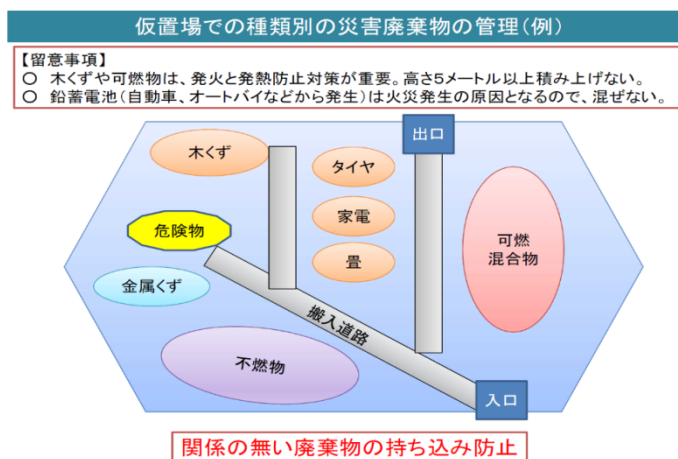 仮置場での種類別の災害廃棄物の管理(例)
【留意事項】
○ 木くずや可燃物は、発火と発熱防止対策が重要。高さ5メートル以上積み上げない。
○ 鉛蓄電池(自動車、オートバイなどから発生)は火災発生の原因となるので、混ぜない。
出口
木くず
タイヤ
家電
危険物
可燃
混合物
畳
金属くず
搬入道路
不燃物
入口
関係の無い廃棄物の持ち込み防止